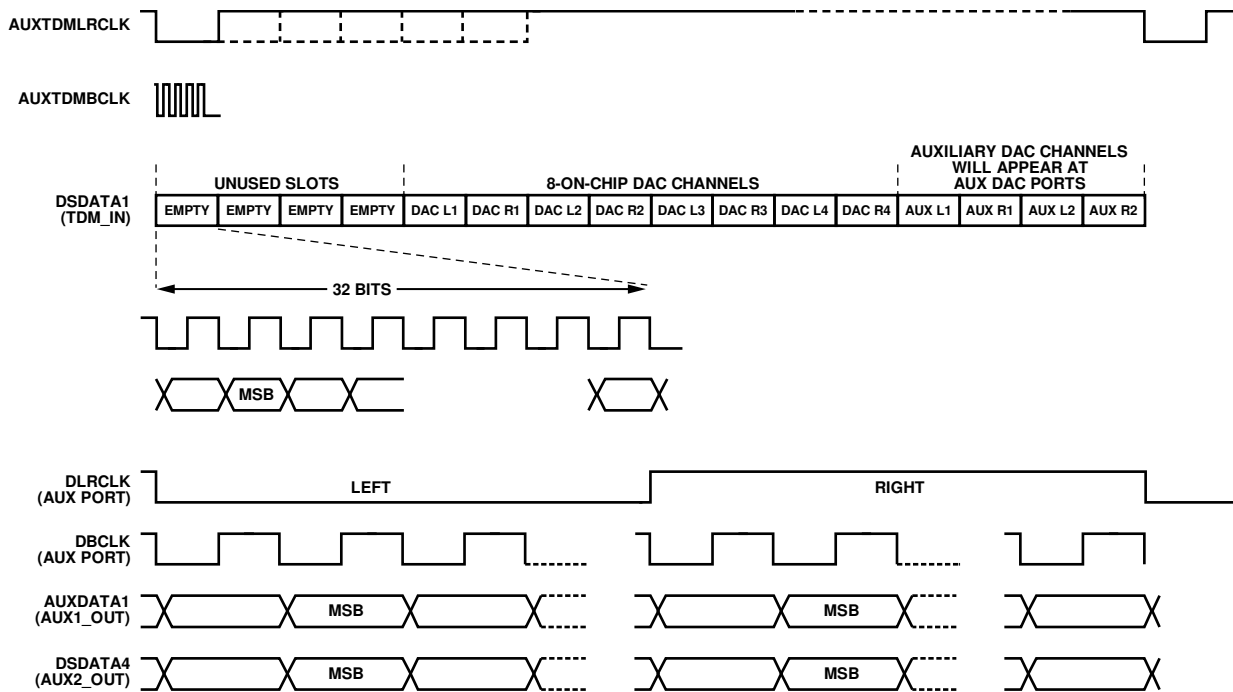 AUXTDMLRCLK
AUXTDMBCLK
AUXILIARY DAC CHANNELS
WILL APPEAR AT
AUX DAC PORTS
UNUSED SLOTS
8-ON-CHIP DAC CHANNELS
DSDATA1
(TDM_IN)
EMPTY EMPTY EMPTY EMPTY DAC L1 DAC R1 DAC L2 DAC R2 DAC L3 DAC R3 DAC L4 DAC R4 AUX L1 AUX R1 AUX L2 AUX R2
32 BITS
MSB
DLRCLK
(AUX PORT)
LEFT RIGHT
DBCLK
(AUX PORT)
AUXDATA1
(AUX1_OUT)
MSB MSB
DSDATA4
(AUX2_OUT)
MSB MSB